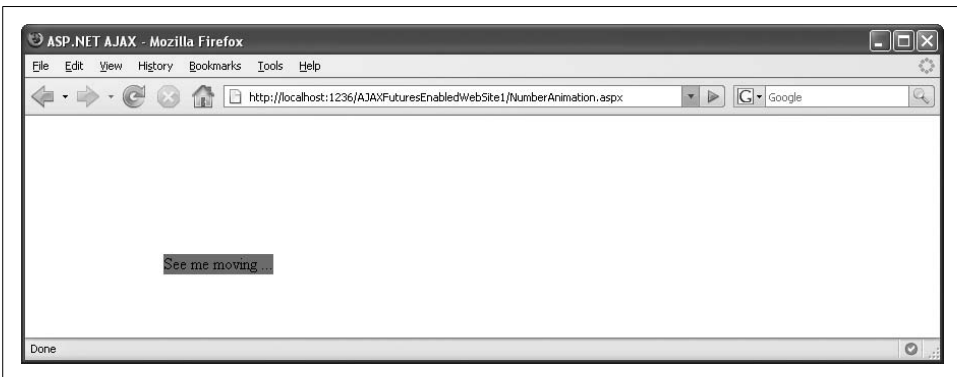 ASP.NET AJAX - Mozilla Firefox
File Edit View History Bookmarks Tools Help
http://localhost:1236/AJAXFuturesEnabledWebSite1/NumberAnimation.aspx G Google
See me moving ...
Done